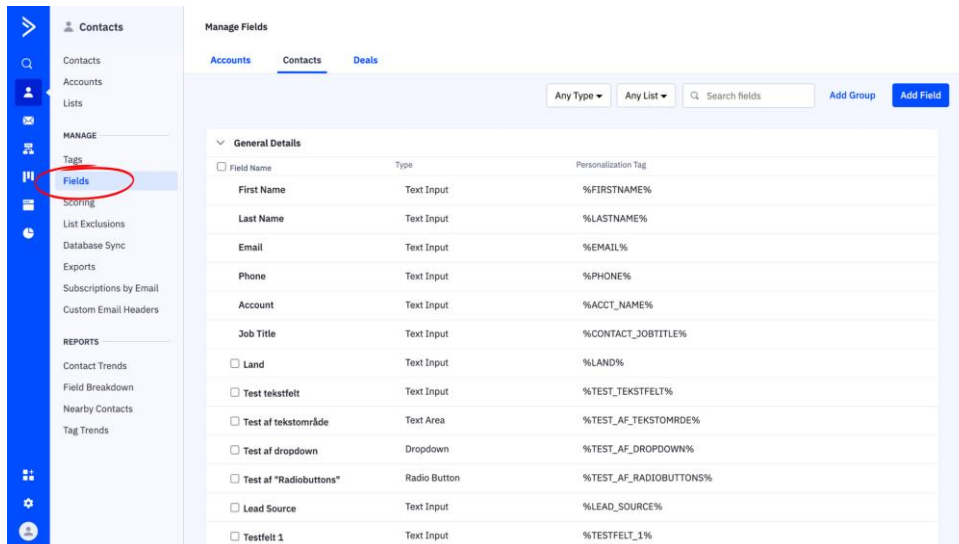 Contacts
Contacts
Accounts
Lists
MANAGE
Tags
Fields
Scoring
List Exclusions
Database Sync
Exports
Subscriptions by Email
Custom Email Headers
REPORTS
Contact Trends
Field Breakdown
Nearby Contacts
Tag Trends
Manage Fields
Accounts Contacts Deals
Any Type Any List Search fields Add Group Add Field
General Details
Field Name Type Personalization Tag
First Name Text Input %FIRSTNAME%
Last Name Text Input %LASTNAME%
Email Text Input %EMAIL%
Phone Text Input %PHONE%
Account Text Input %ACCT_NAME%
Job Title Text Input %CONTACT_JOBTITLE%
Land Text Input %LAND%
Test tekstfelt Text Input %TEST_TEKSTFELT%
Test af tekstområde Text Area %TEST_AF_TEKSTOMRDE%
Test af dropdown Dropdown %TEST_AF_DROPDOWN%
Test af "Radiobuttons" Radio Button %TEST_AF_RADIOBUTTONS%
Lead Source Text Input %LEAD_SOURCE%
Testfelt 1 Text Input %TESTFELT_1%